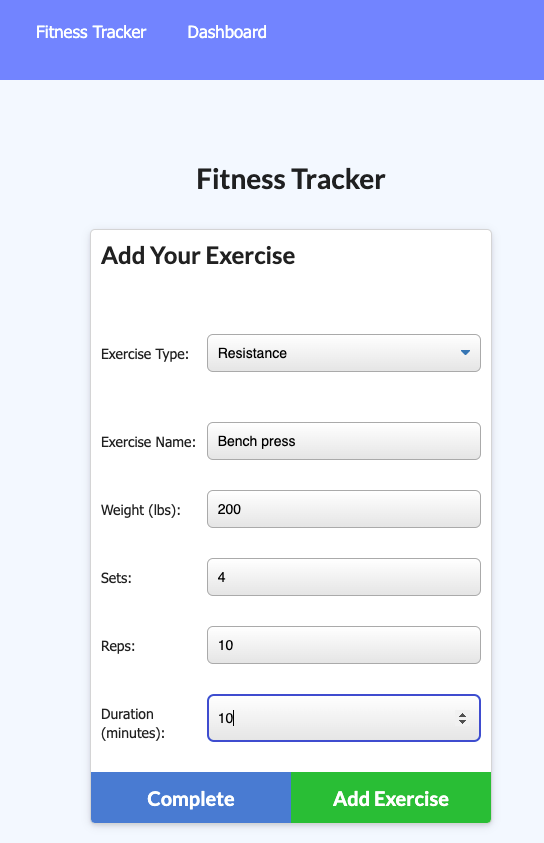 Fitness Tracker Dashboard
Fitness Tracker
Add Your Exercise
Exercise Type: Resistance
Exercise Name: Bench press
Weight (lbs): 200
Sets: 4
Reps: 10
Duration
(minutes): 10
Complete Add Exercise